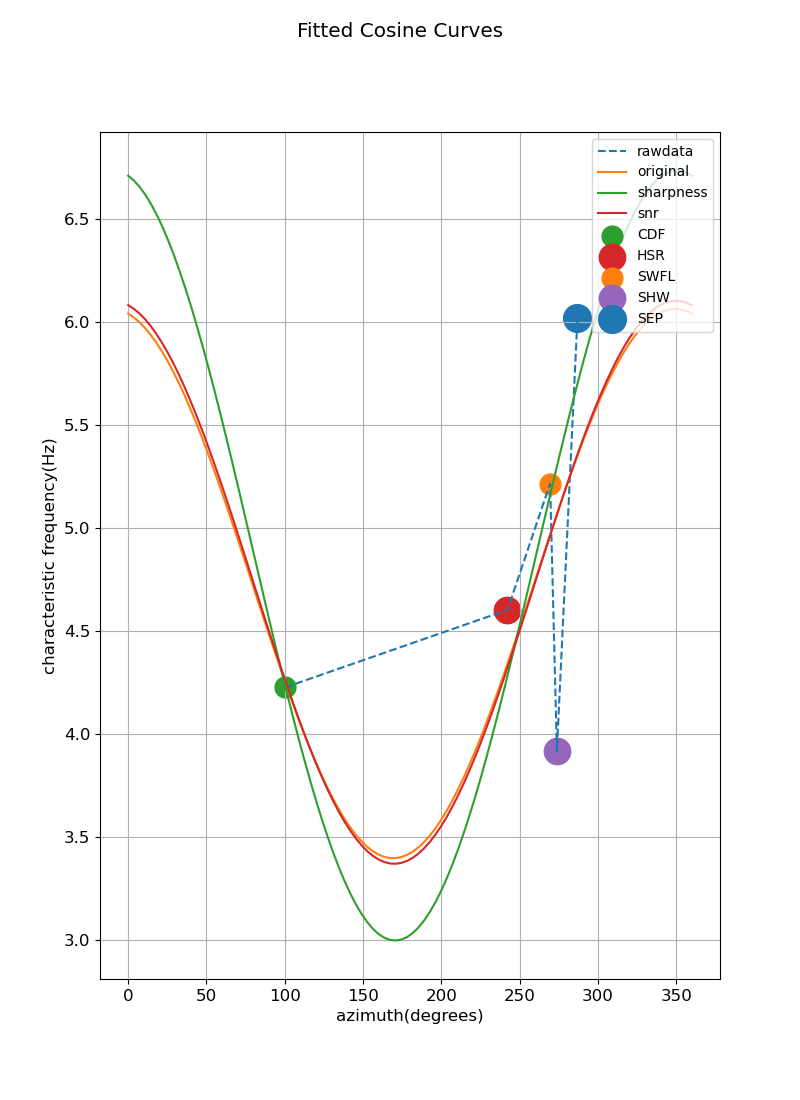 Fitted Cosine Curves
rawdata
original
sharpness
snr
CDF
HSR
SWFL
SHW
SEP
6.5
6.0
5.5
5.0
4.5
4.0
3.5
3.0
characteristic frequency(Hz)
0 50 100 150 200 250 300 350
azimuth(degrees)